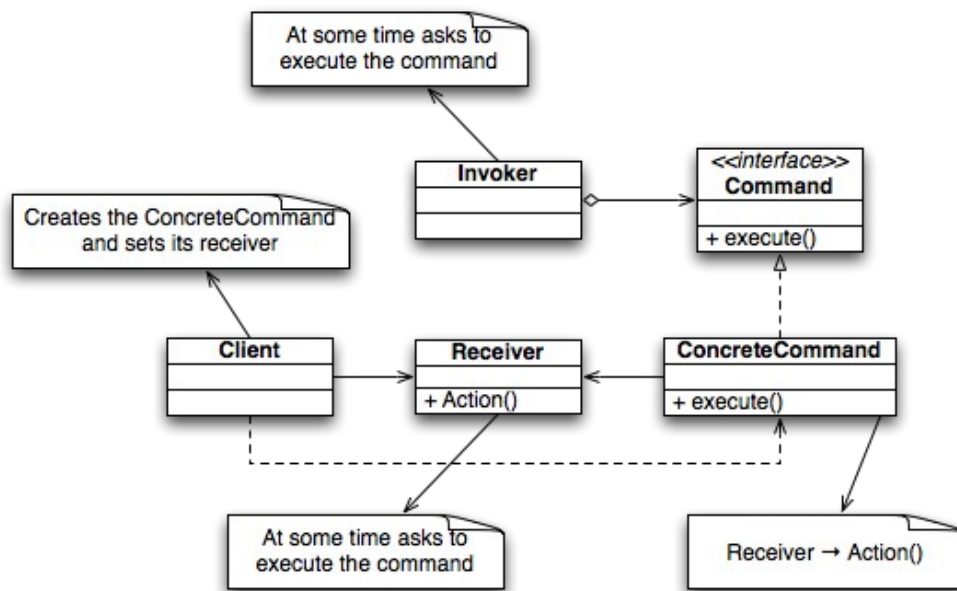 At some time asks to
execute the command
<<interface>>
Invoker
Command
Creates the ConcreteCommand
and sets its receiver
+ execute()
Client
Receiver
ConcreteCommand
+ Action()
+ execute()
At some time asks to
execute the command
Receiver → Action()